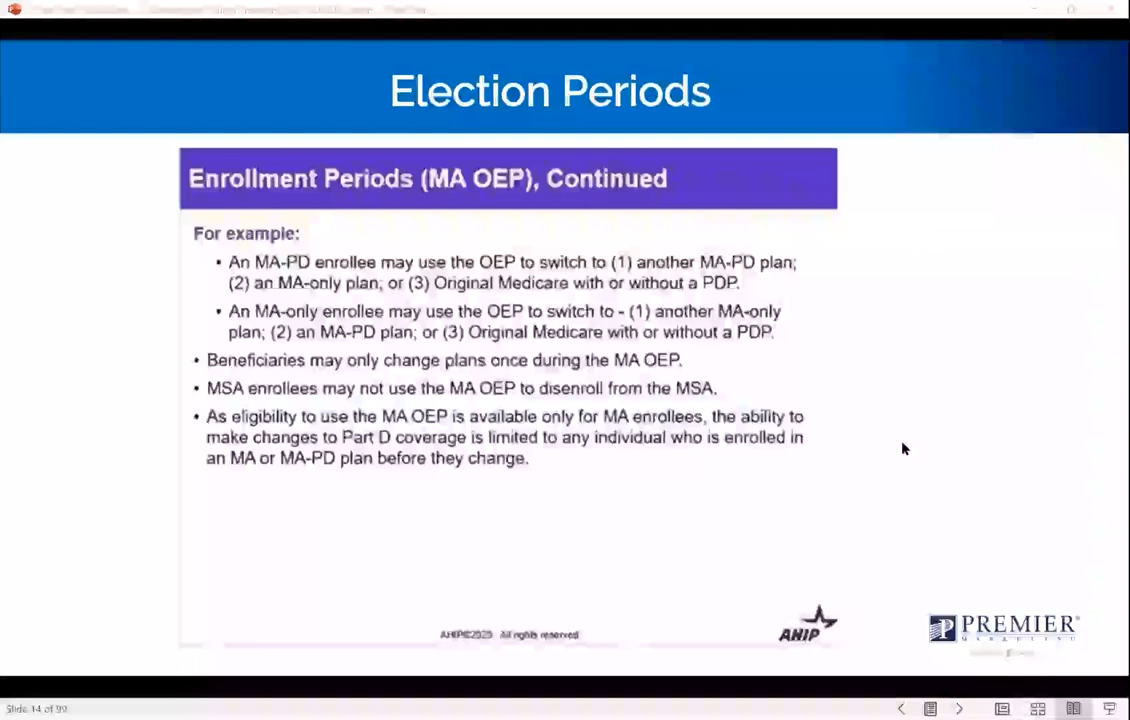 Election Periods
Enrollment Periods (MA OEP), Continued
For example:
• An MA-PD enrollee may use the OEP to switch to (1) another MA-PD plan;
(2) an MA-only plan; or (3) Original Medicare with or without a PDP.
• An MA-only enrollee may use the OEP to switch to - (1) another MA-only
plan; (2) an MA-PD plan; or (3) Original Medicare with or without a PDP.
• Beneficiaries may only change plans once during the MA OEP.
• MSA enrollees may not use the MA OEP to disenroll from the MSA.
• As eligibility to use the MA OEP is available only for MA enrollees, the ability to
make changes to Part D coverage is limited to any individual who is enrolled in
an MA or MA-PD plan before they change.
All rights reserved
AHIP
PREMIER®
MARKETING
Slide 14 of 99